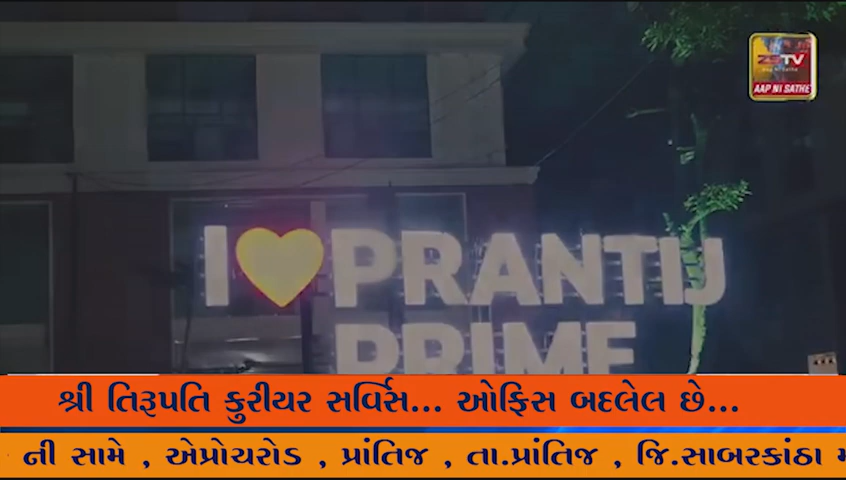 ZSTV
AAP NI SATHE
I PRANTIJ
PRIME
શ્રી તિરૂપતિ કુરીયર સર્વિસ... ઓફિસ બદલેલ છે...
ની સામે , એપ્રોચરોડ , પ્રાંતિજ , તા.પ્રાંતિજ , જિ.સાબરકાંઠા